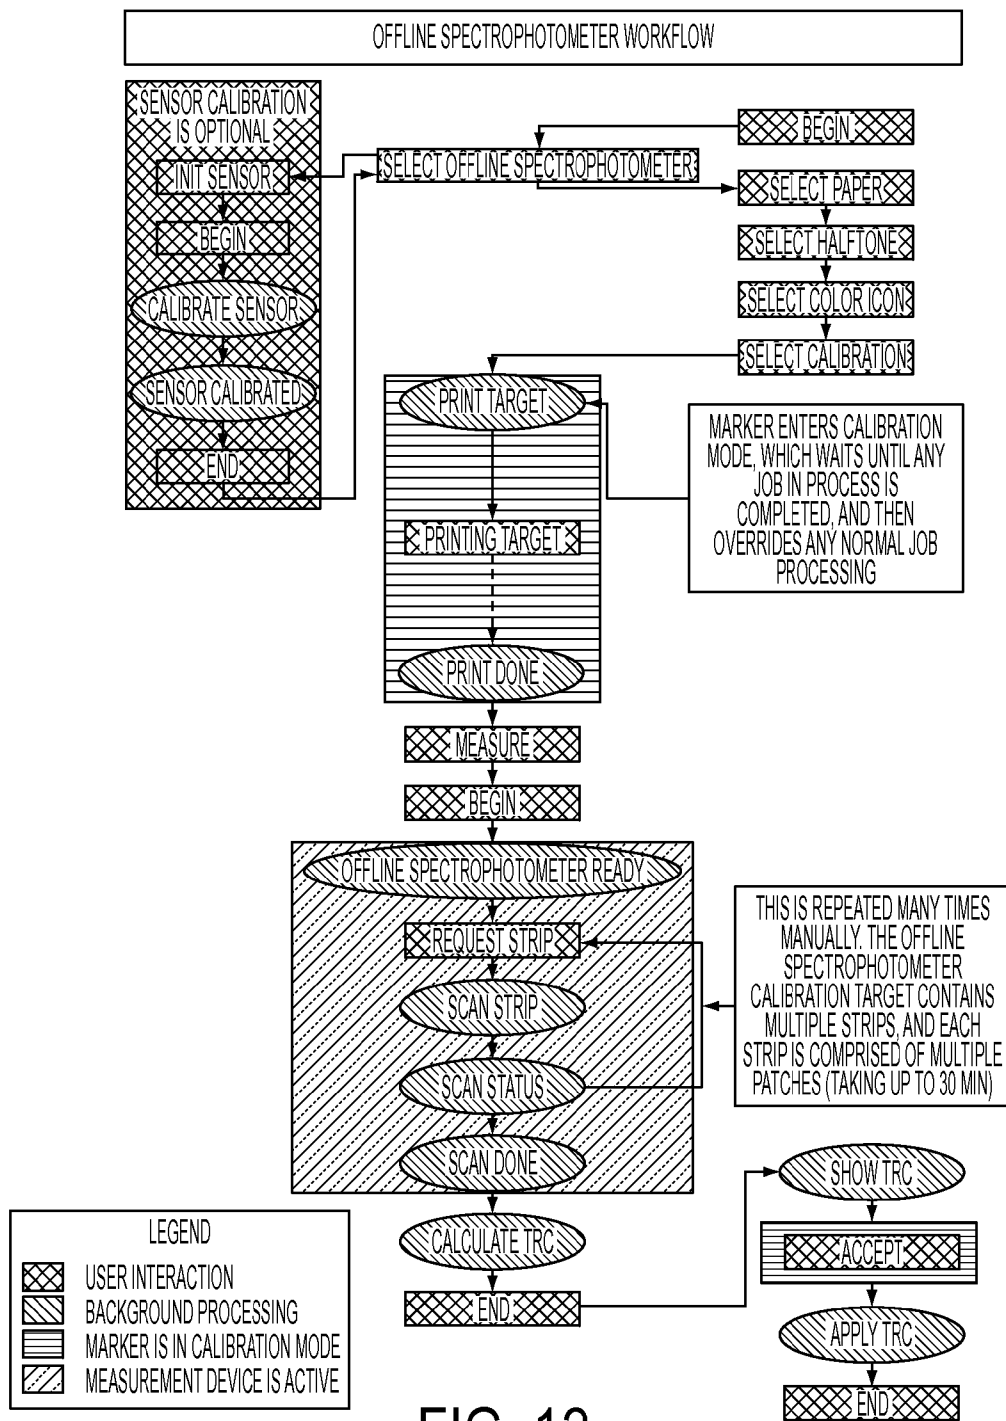 OFFLINE SPECTROPHOTOMETER WORKFLOW
SENSOR CALIBRATION
IS OPTIONAL
INIT SENSOR
BEGIN
CALIBRATE SENSOR
SENSOR CALIBRATED
END
BEGIN
SELECT OFFLINE SPECTROPHOTOMETER
SELECT PAPER
SELECT HALFTONE
SELECT COLOR ICON
SELECT CALIBRATION
PRINT TARGET
MARKER ENTERS CALIBRATION
MODE, WHICH WAITS UNTIL ANY
JOB IN PROCESS IS
COMPLETED, AND THEN
OVERRIDES ANY NORMAL JOB
PROCESSING
PRINTING TARGET
PRINT DONE
MEASURE
BEGIN
OFFLINE SPECTROPHOTOMETER READY
REQUEST STRIP
SCAN STRIP
SCAN STATUS
SCAN DONE
THIS IS REPEATED MANY TIMES
MANUALLY. THE OFFLINE
SPECTROPHOTOMETER
CALIBRATION TARGET CONTAINS
MULTIPLE STRIPS, AND EACH
STRIP IS COMPRISED OF MULTIPLE
PATCHES (TAKING UP TO 30 MIN)
CALCULATE TRC
END
SHOW TRC
ACCEPT
APPLY TRC
END
LEGEND
USER INTERACTION
BACKGROUND PROCESSING
MARKER IS IN CALIBRATION MODE
MEASUREMENT DEVICE IS ACTIVE